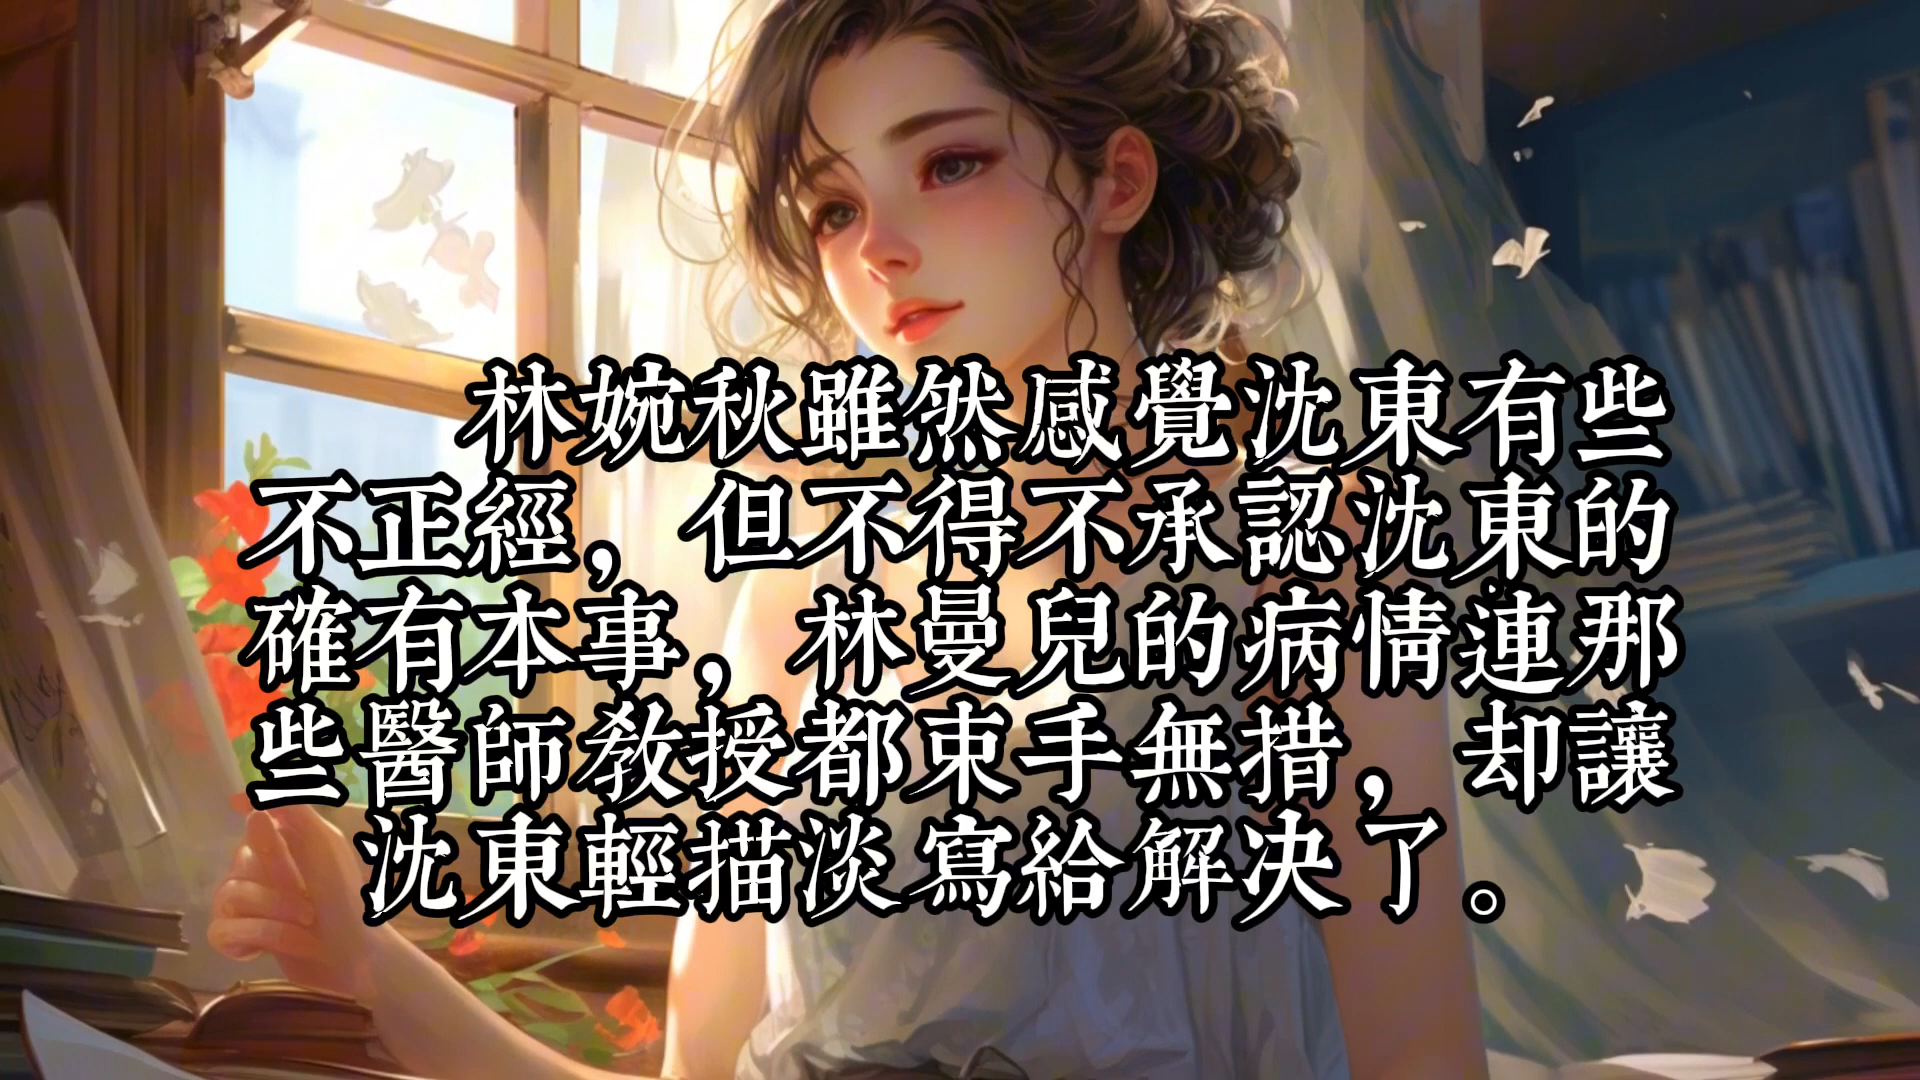 林婉秋雖然感覺沈東有些
不正經，但不得不承認沈東的
確有本事，林曼兒的病情連那
些醫師教授都束手無措，却讓
沈東輕描淡寫給解决了。